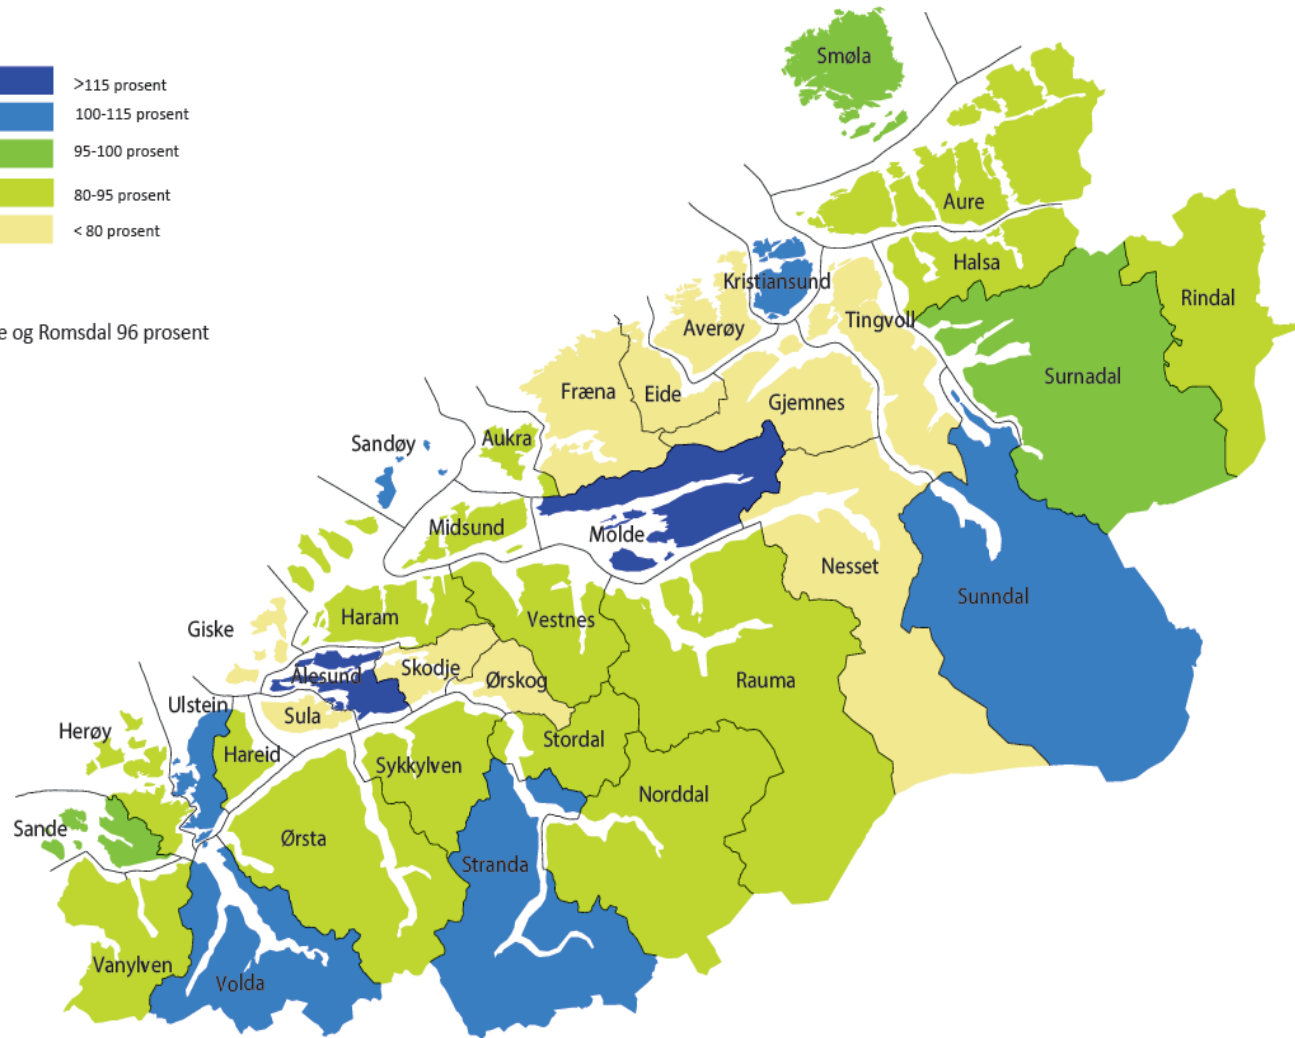 >115 prosent
100-115 prosent
95-100 prosent
80-95 prosent
< 80 prosent
e og Romsdal 96 prosent
Smøla
Aure
Halsa
Rindal
Kristiansund
Averøy
Tingvoll
Surnadal
Fræna
Eide
Gjemnes
Sandøy
Aukra
Midsund
Molde
Nesset
Sunndal
Giske
Haram
Vestnes
Ålesund
Skodje
Ørskog
Rauma
Ulstein
Sula
Herøy
Hareid
Stordal
Sykkylven
Norddal
Sande
Ørsta
Stranda
Vanylven
Volda